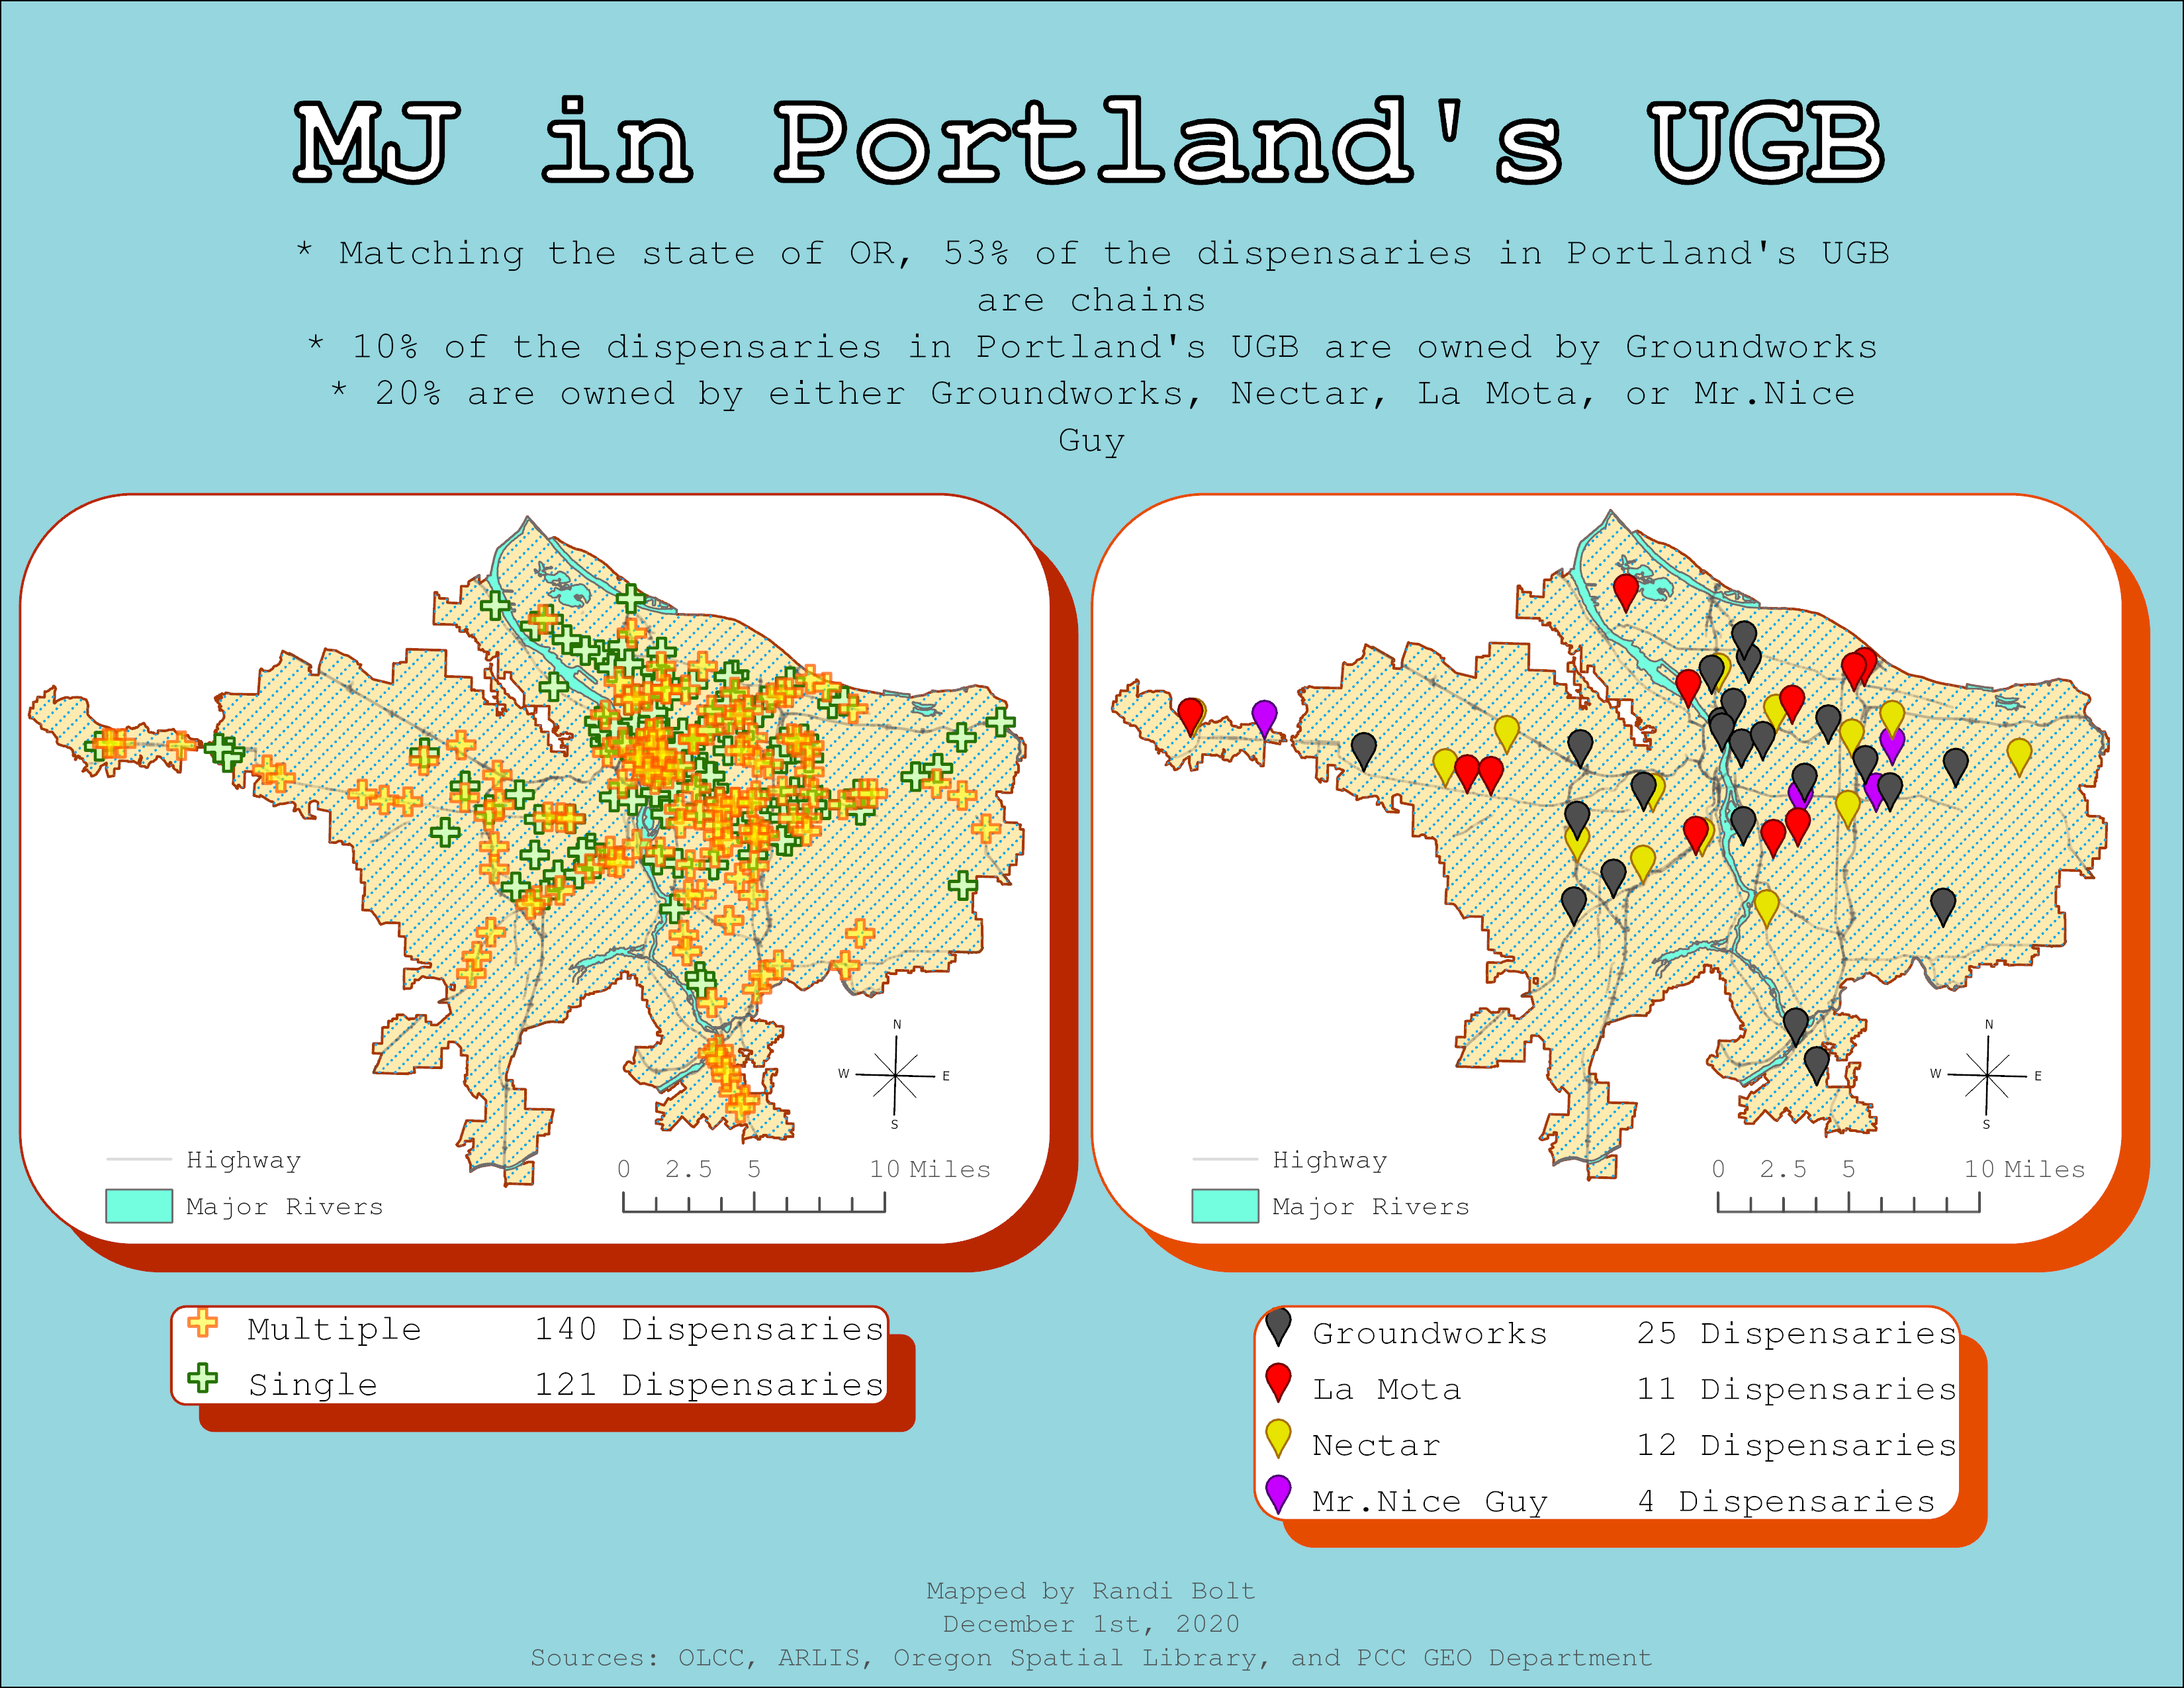 MJ in Portland's UGB
* Matching the state of OR, 53% of the dispensaries in Portland's UGB
are chains
* 10% of the dispensaries in Portland's UGB are owned by Groundworks
* 20% are owned by either Groundworks, Nectar, La Mota, or Mr.Nice
Guy
N
W E
S
Highway
Major Rivers
0 2.5 5 10 Miles
N
W E
S
Highway
Major Rivers
0 2.5 5 10 Miles
Multiple 140 Dispensaries
Single 121 Dispensaries
Groundworks 25 Dispensaries
La Mota 11 Dispensaries
Nectar 12 Dispensaries
Mr.Nice Guy 4 Dispensaries
Mapped by Randi Bolt
December 1st, 2020
Sources: OLCC, ARLIS, Oregon Spatial Library, and PCC GEO Department